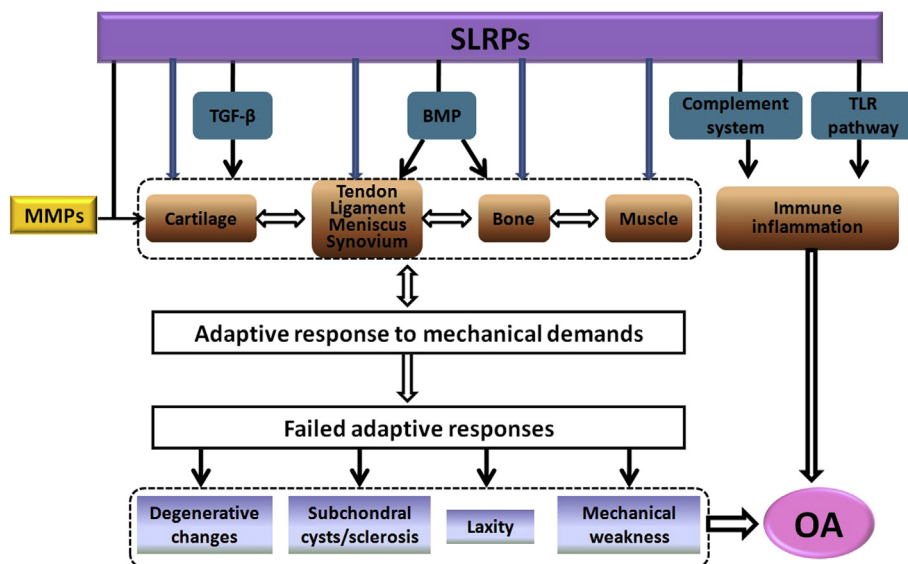 SLRPs
TGF-β
BMP
Complement
system
TLR
pathway
MMPs
Cartilage
Tendon
Ligament
Meniscus
Synovium
Bone
Muscle
Immune
inflammation
Adaptive response to mechanical demands
Failed adaptive responses
Degenerative
changes
Subchondral
cysts/sclerosis
Laxity
Mechanical
weakness
OA